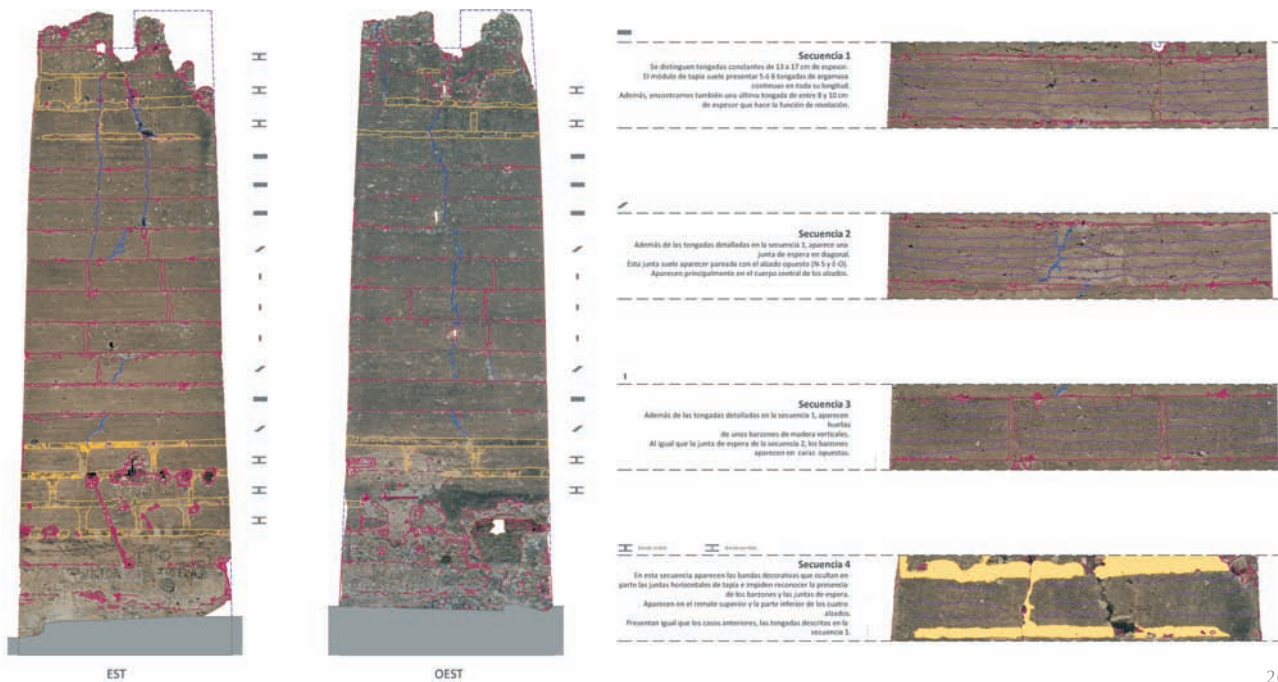 Secuencia 1
Se distinguen tongadas constantes de 13 a 17 cm de espesor.
El módulo de tapia suele presentar 5 ó 6 tongadas de argamasa
continuas en toda su longitud.
Además, encontramos también una última tongada de entre 8 y 10 cm
de espesor que hace la función de nivelación.
Secuencia 2
Además de las tongadas detalladas en la secuencia 1, aparece una
junta de espera en diagonal.
Esta junta suele aparecer pareada con el alzado opuesto (N-S y E-O).
Aparecen principalmente en el cuerpo central de los alzados.
Secuencia 3
Además de las tongadas detalladas en la secuencia 1, aparecen
huellas
de unos barzones de madera verticales.
Al igual que la junta de espera de la secuencia 2, los barzones
aparecen en caras opuestas.
Secuencia 4
En esta secuencia aparecen las bandas decorativas que ocultan en
parte las juntas horizontales de tapia e impiden reconocer la presencia
de los barzones y las juntas de espera.
Aparecen en el remate superior y la parte inferior de los cuatro
alzados.
Presentan igual que los casos anteriores, las tongadas descritas en la
secuencia 1.
EST
OEST